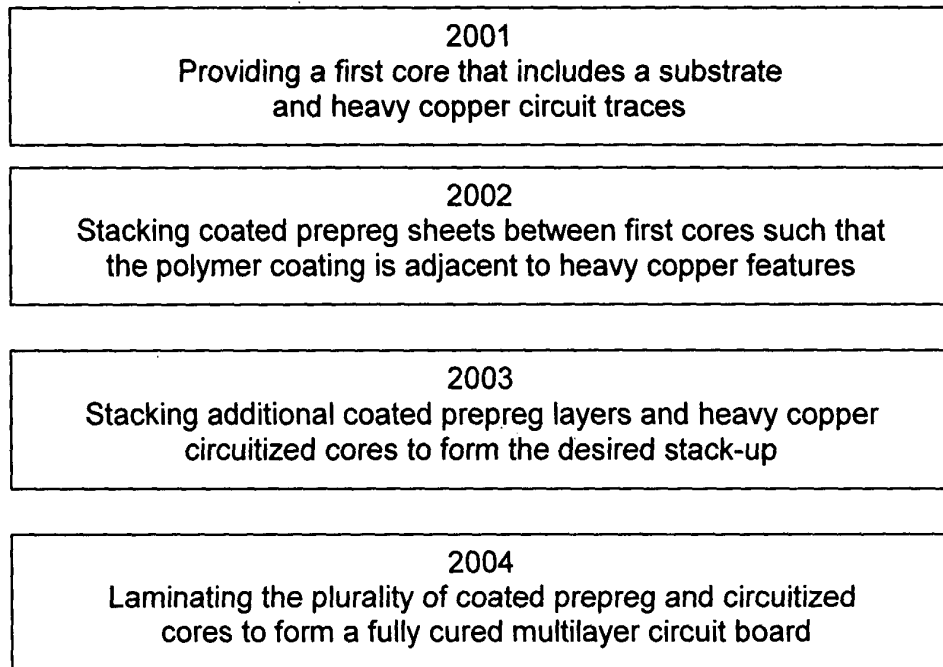 2001
Providing a first core that includes a substrate
and heavy copper circuit traces
2002
Stacking coated prepreg sheets between first cores such that
the polymer coating is adjacent to heavy copper features
2003
Stacking additional coated prepreg layers and heavy copper
circuitized cores to form the desired stack-up
2004
Laminating the plurality of coated prepreg and circuitized
cores to form a fully cured multilayer circuit board